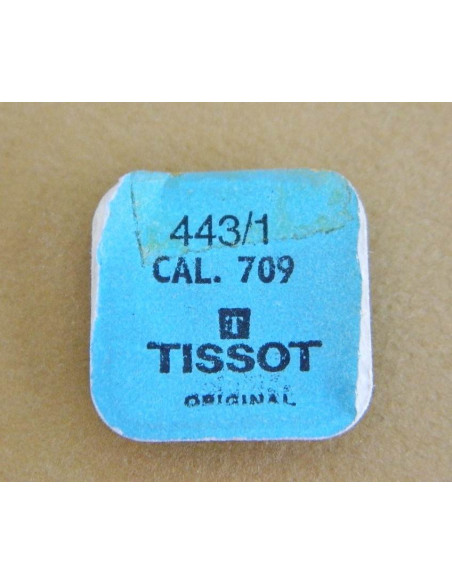 443/1
CAL. 709
T
TISSOT
ORIGINAL